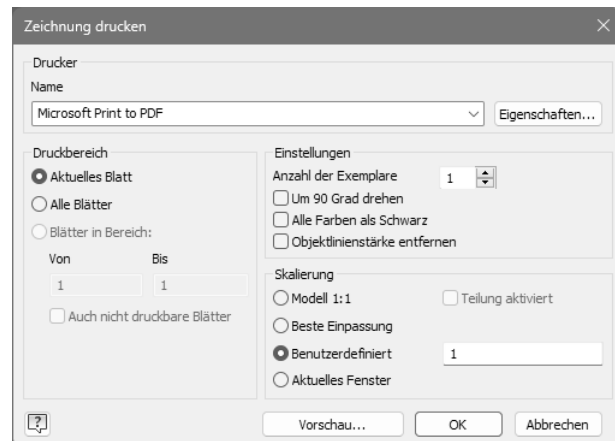 Zeichnung drucken
Drucker
Name
Microsoft Print to PDF
Eigenschaften...
Druckbereich
Aktuelles Blatt
Alle Blätter
Blätter in Bereich:
Von Bis
1 1
Auch nicht druckbare Blätter
Einstellungen
Anzahl der Exemplare 1
Um 90 Grad drehen
Alle Farben als Schwarz
Objektlinienstärke entfernen
Skalierung
Modell 1:1 Teilung aktiviert
Beste Einpassung
Benutzerdefiniert 1
Aktuelles Fenster
?
Vorschau... OK Abbrechen